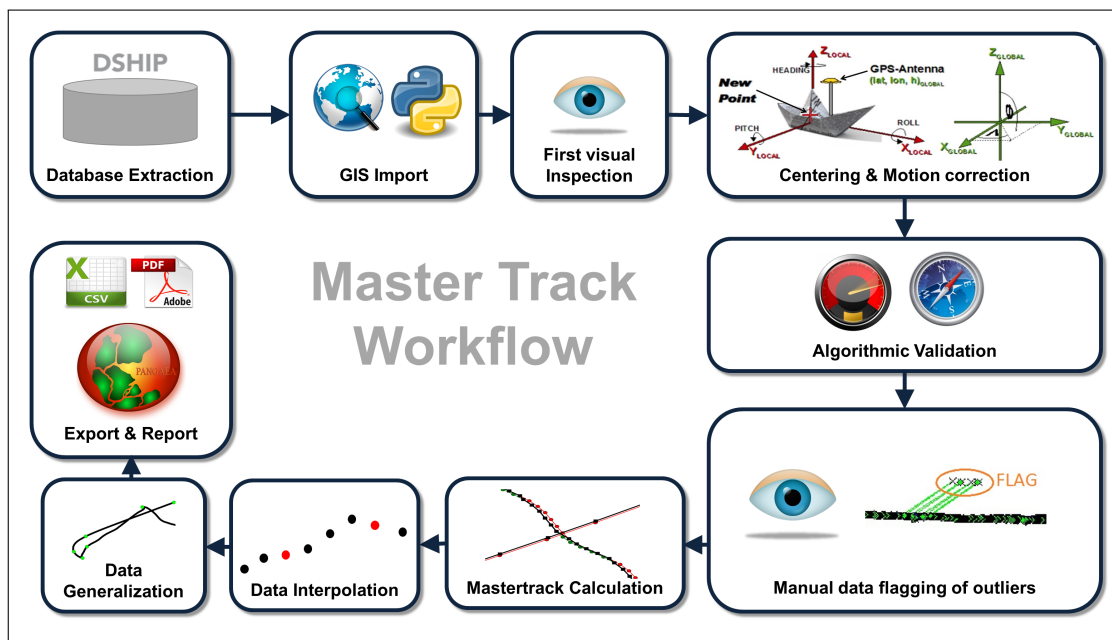 DSHIP
Database Extraction
GIS Import
First visual
Inspection
Z LOCAL
HEADING
GPS-Antenna
(lat, lon, h)GLOBAL
New
Point
PITCH
Y LOCAL
ROLL
X LOCAL
Z GLOBAL
Y GLOBAL
X GLOBAL
Centering & Motion correction
Master Track
Workflow
N
E
S
Algorithmic Validation
FLAG
Manual data flagging of outliers
Mastertrack Calculation
Data Interpolation
Data
Generalization
X
CSV
PDF
Adobe
PANGAEA
Export & Report